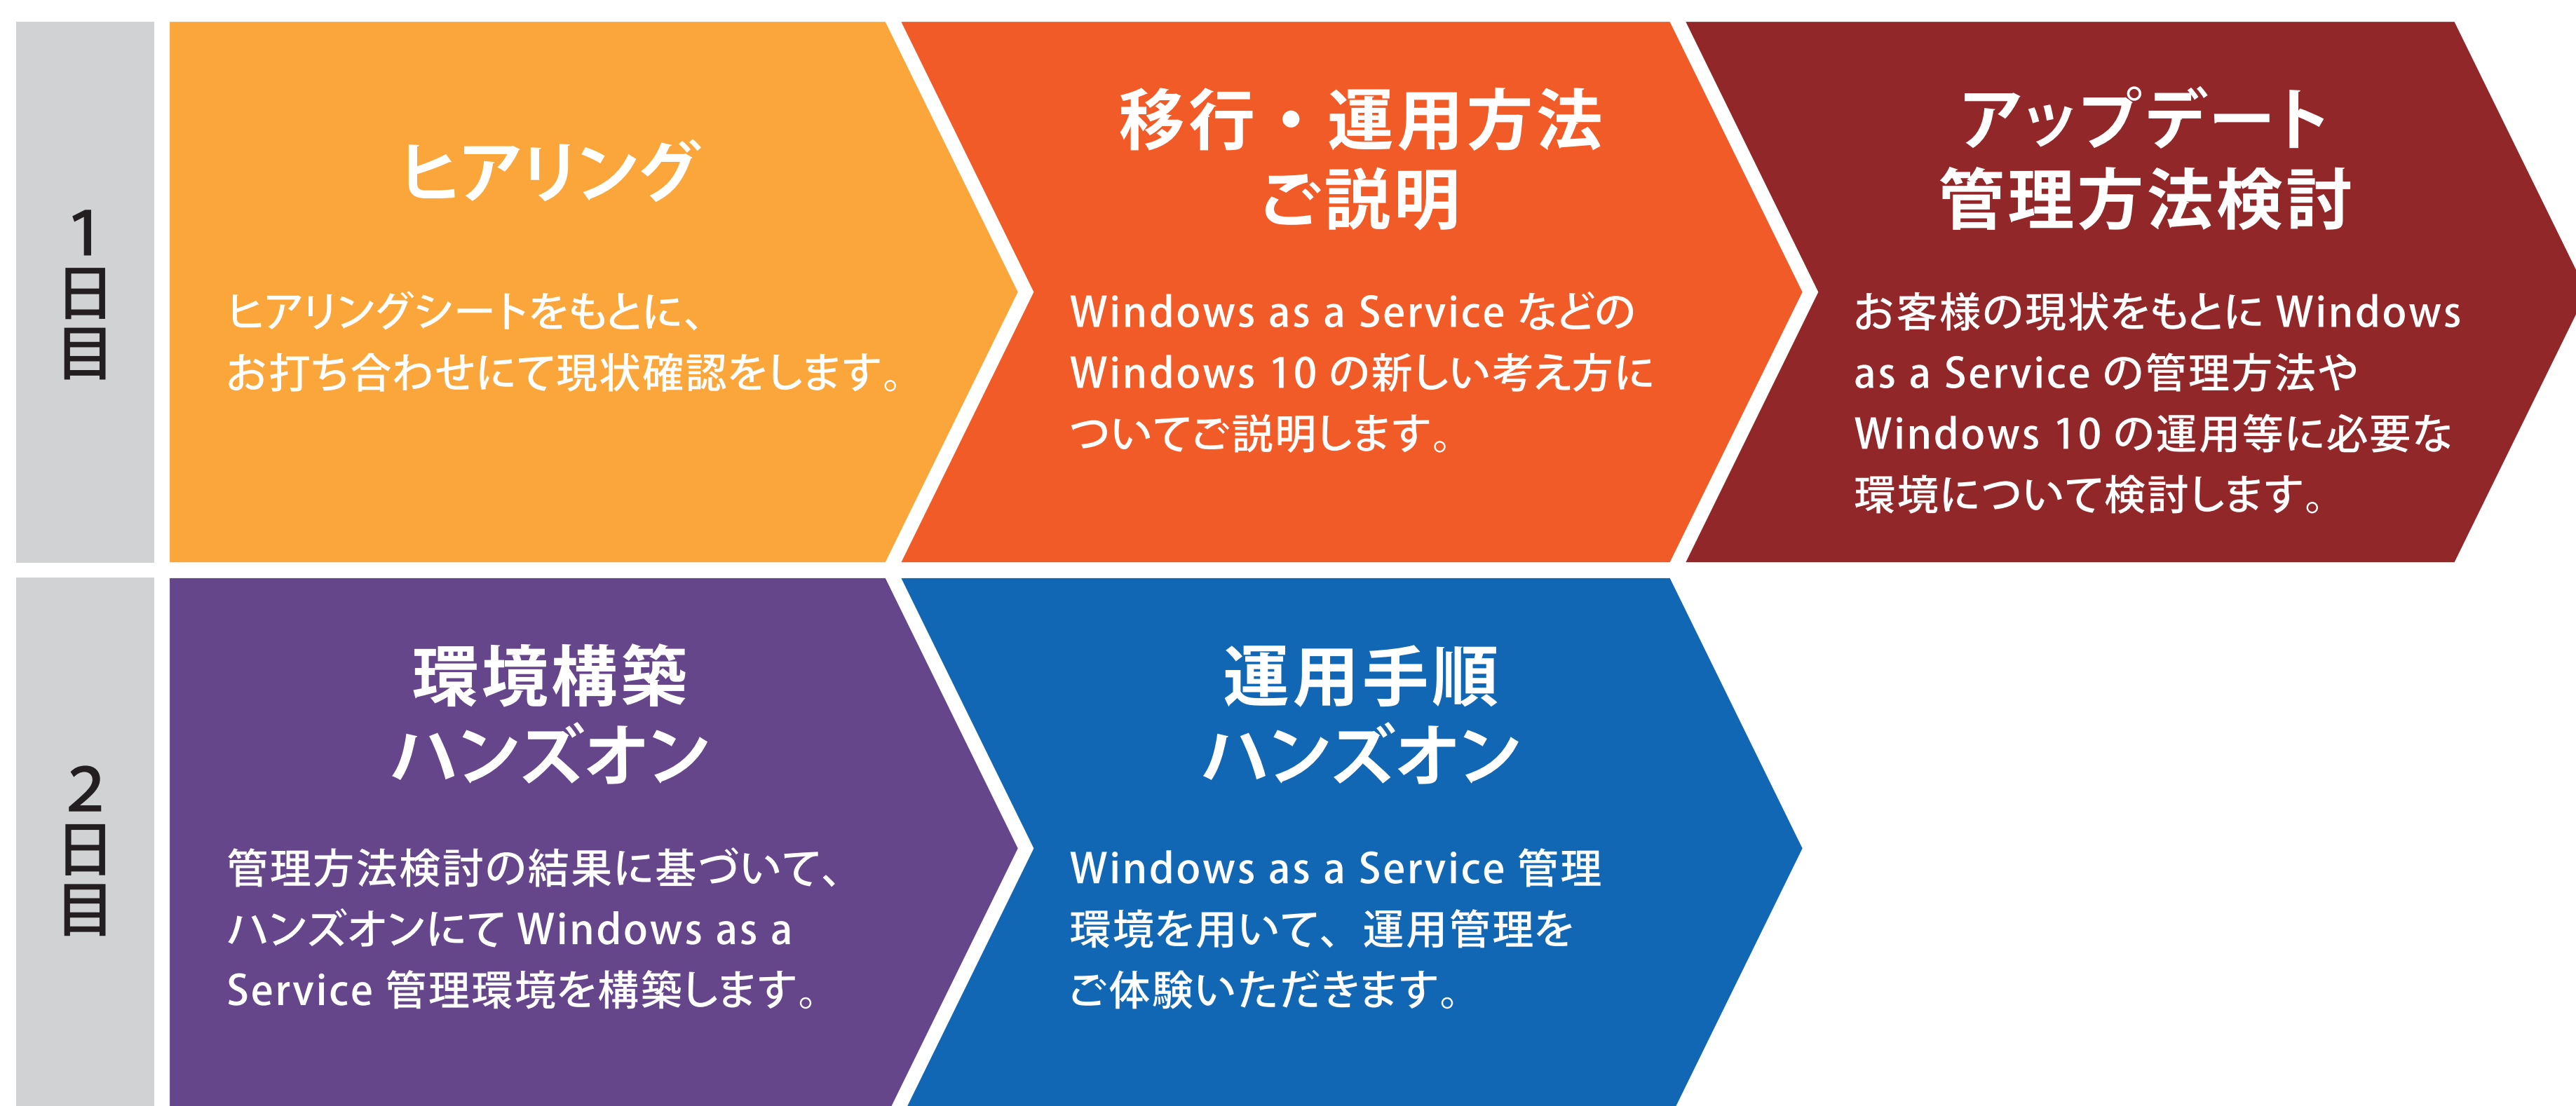 1日目
ヒアリング
ヒアリングシートをもとに、
お打ち合わせにて現状確認をします。
移行・運用方法
ご説明
Windows as a Service などの
Windows 10 の新しい考え方に
ついてご説明します。
アップデート
管理方法検討
お客様の現状をもとに Windows
as a Service の管理方法や
Windows 10 の運用等に必要な
環境について検討します。
2日目
環境構築
ハンズオン
管理方法検討の結果に基づいて、
ハンズオンにて Windows as a
Service 管理環境を構築します。
運用手順
ハンズオン
Windows as a Service 管理
環境を用いて、運用管理を
ご体験いただきます。